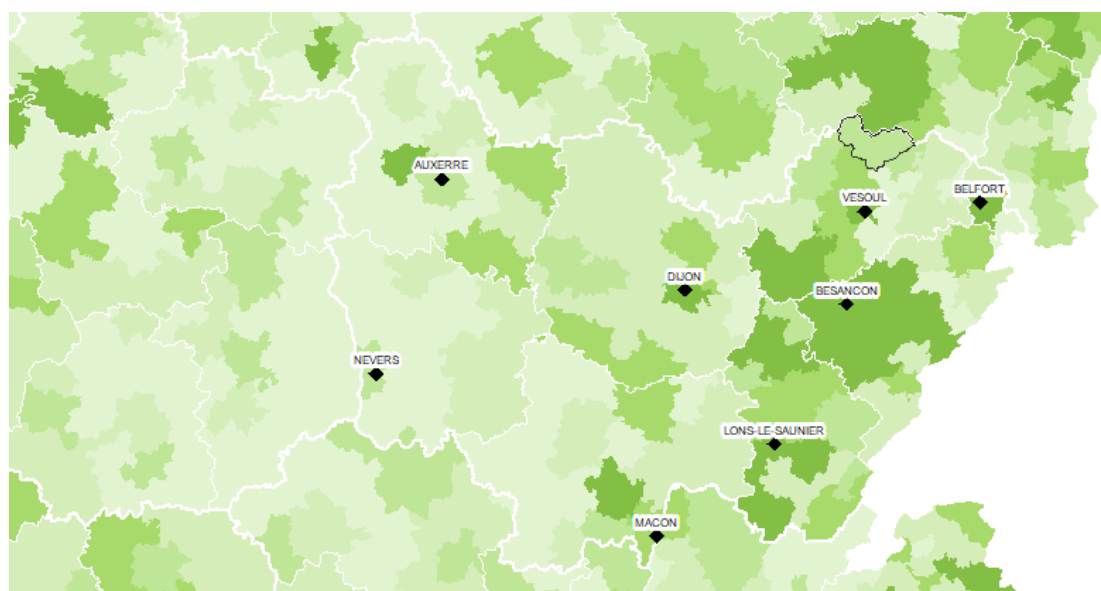 AUXERRE
BELFORT
VESOUL
DIJON
BESANCON
NEVERS
LONS-LE-SAUNIER
MACON